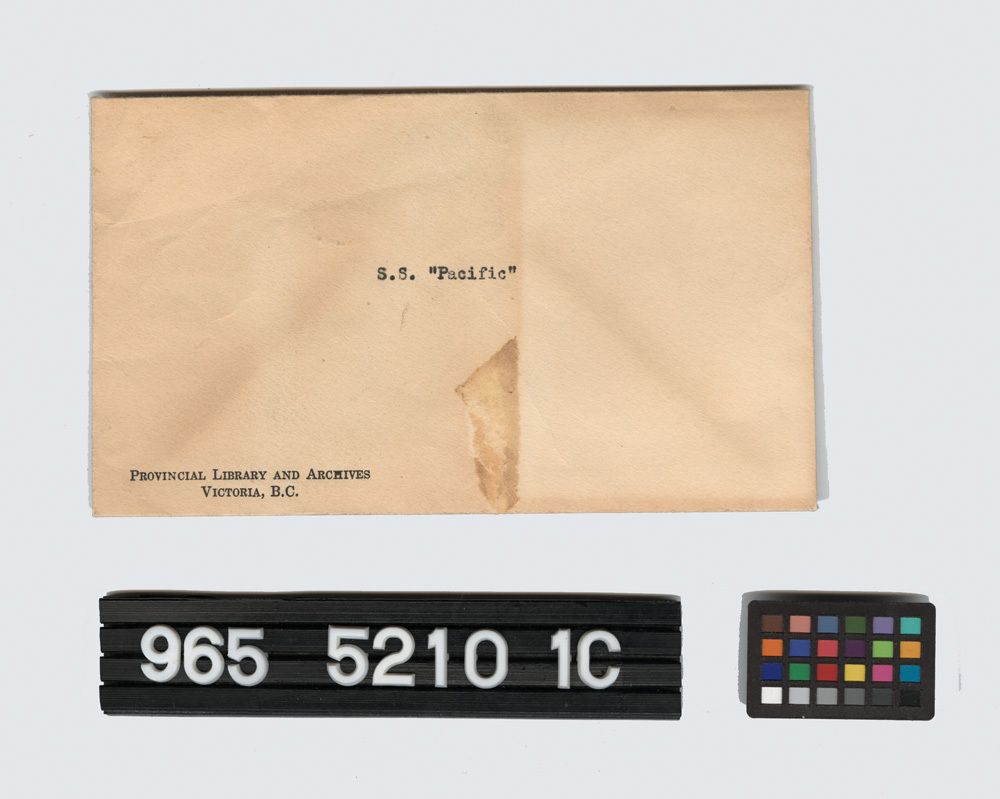 S.S. "Pacific"
Provincial Library and Archives
Victoria, B.C.
965 5210 1C